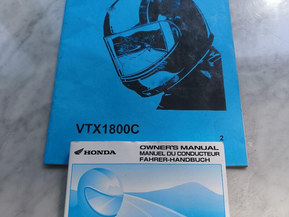 VTX1800C
2
HONDA
OWNER'S MANUAL
MANUEL DU CONDUCTEUR
FAHRER-HANDBUCH